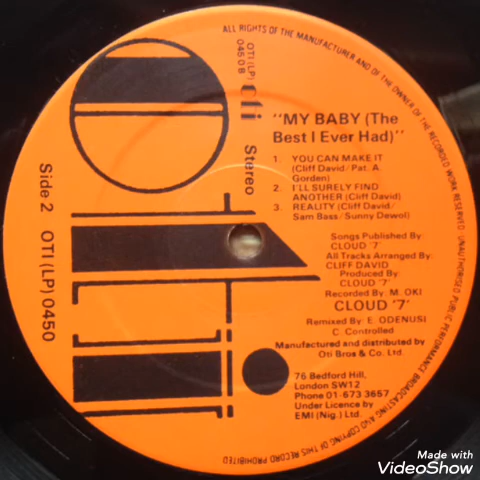 ALL RIGHTS OF THE MANUFACTURER AND OF THE OWNER OF THE RECORDED WORK RESERVED. UNAUTHORISED PUBLIC PERFORMANCE BROADCASTING AND COPYING OF THIS RECORD PROHIBITED
OTI (LP)
0450B
Oti
Stereo
Oti
Side 2 OTI (LP) 0450
"MY BABY (The
Best I Ever Had)"
1. YOU CAN MAKE IT
(Cliff David/Pat. A.
Gorden)
2. I'LL SURELY FIND
ANOTHER (Cliff David)
3. REALITY (Cliff David/
Sam Bass/Sunny Dewol)
Songs Published By
CLOUD '7'
All Tracks Arranged By
CLIFF DAVID
Produced By
CLOUD '7'
Recorded By: M. OKI
CLOUD '7'
Remixed By: E. ODENUSI
C. Controlled
Manufactured and distributed by
Oti Bros & Co. Ltd.
76 Bedford Hill,
London SW12
Phone 01-673 3657
Under Licence by
EMI (Nig.) Ltd.
Made with
VideoShow